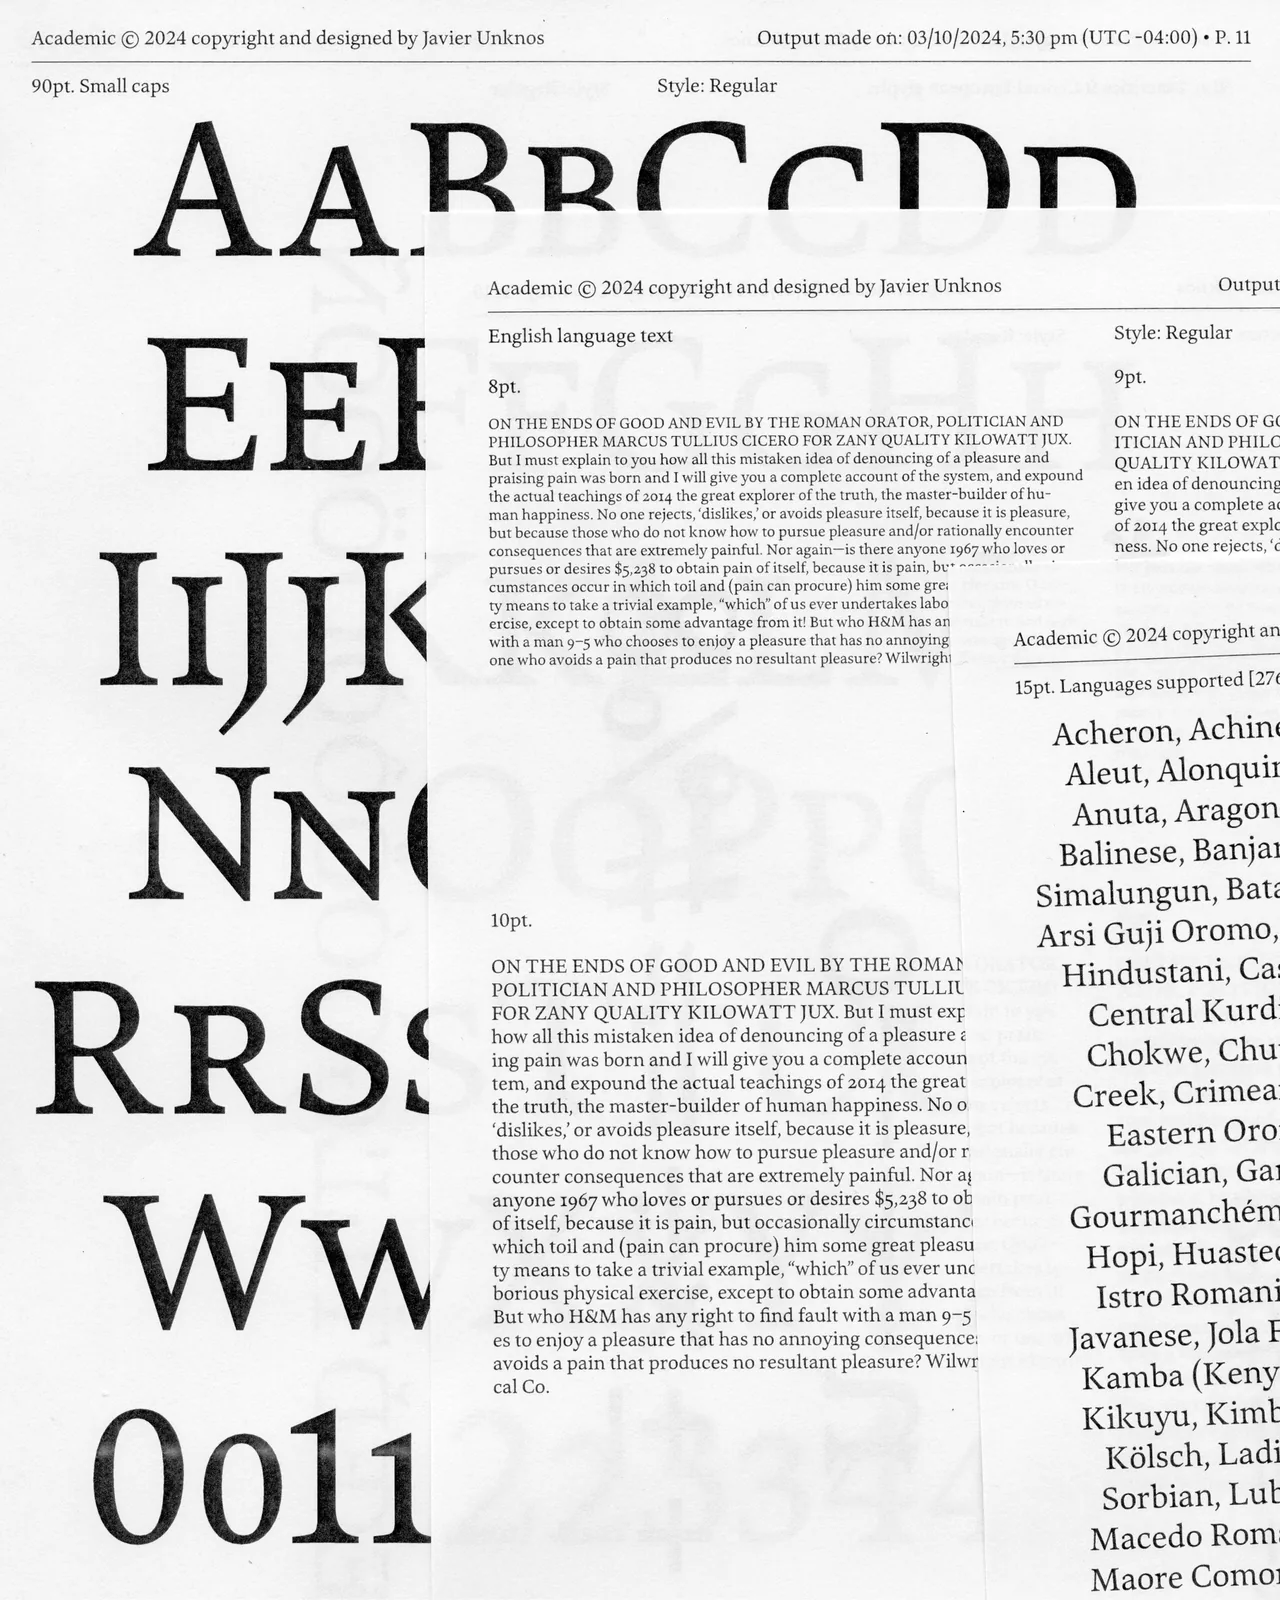 Academic © 2024 copyright and designed by Javier Unknos
Output made on: 03/10/2024, 5:30 pm (UTC -04:00) • P. 11
90pt. Small caps
Style: Regular
AABBCCDD
EE
IIJJK
NN
RRSS
WW
0011
Academic © 2024 copyright and designed by Javier Unknos
Output
English language text
Style: Regular
8pt.
ON THE ENDS OF GOOD AND EVIL BY THE ROMAN ORATOR, POLITICIAN AND
PHILOSOPHER MARCUS TULLIUS CICERO FOR ZANY QUALITY KILOWATT JUX.
But I must explain to you how all this mistaken idea of denouncing of a pleasure and
praising pain was born and I will give you a complete account of the system, and expound
the actual teachings of 2014 the great explorer of the truth, the master-builder of hu-
man happiness. No one rejects, ‘dislikes,’ or avoids pleasure itself, because it is pleasure,
but because those who do not know how to pursue pleasure and/or rationally encounter
consequences that are extremely painful. Nor again—is there anyone 1967 who loves or
pursues or desires $5,238 to obtain pain of itself, because it is pain, but
cumstances occur in which toil and (pain can procure) him some grea
ty means to take a trivial example, “which” of us ever undertakes labo
ercise, except to obtain some advantage from it! But who H&M has an
with a man 9–5 who chooses to enjoy a pleasure that has no annoying
one who avoids a pain that produces no resultant pleasure? Wilwright
9pt.
ON THE ENDS OF GO
ITICIAN AND PHILO
QUALITY KILOWAT
en idea of denouncing
give you a complete ac
of 2014 the great explo
ness. No one rejects, ‘d
10pt.
ON THE ENDS OF GOOD AND EVIL BY THE ROMAN
POLITICIAN AND PHILOSOPHER MARCUS TULLIU
FOR ZANY QUALITY KILOWATT JUX. But I must exp
how all this mistaken idea of denouncing of a pleasure a
ing pain was born and I will give you a complete accoun
tem, and expound the actual teachings of 2014 the great
the truth, the master-builder of human happiness. No o
‘dislikes,’ or avoids pleasure itself, because it is pleasure,
those who do not know how to pursue pleasure and/or r
counter consequences that are extremely painful. Nor ag
anyone 1967 who loves or pursues or desires $5,238 to ob
of itself, because it is pain, but occasionally circumstanc
which toil and (pain can procure) him some great pleasu
ty means to take a trivial example, “which” of us ever und
borious physical exercise, except to obtain some advanta
But who H&M has any right to find fault with a man 9–5
es to enjoy a pleasure that has no annoying consequence
avoids a pain that produces no resultant pleasure? Wilwr
cal Co.
Academic © 2024 copyright an
15pt. Languages supported [276
Acheron, Achine
Aleut, Alonquin
Anuta, Aragon
Balinese, Banjar
Simalungun, Bata
Arsi Guji Oromo,
Hindustani, Cas
Central Kurdi
Chokwe, Chu
Creek, Crimea
Eastern Oro
Galician, Ga
Gourmanchém
Hopi, Huastec
Istro Romani
Javanese, Jola F
Kamba (Keny
Kikuyu, Kimb
Kölsch, Ladi
Sorbian, Lub
Macedo Rom
Maore Comor